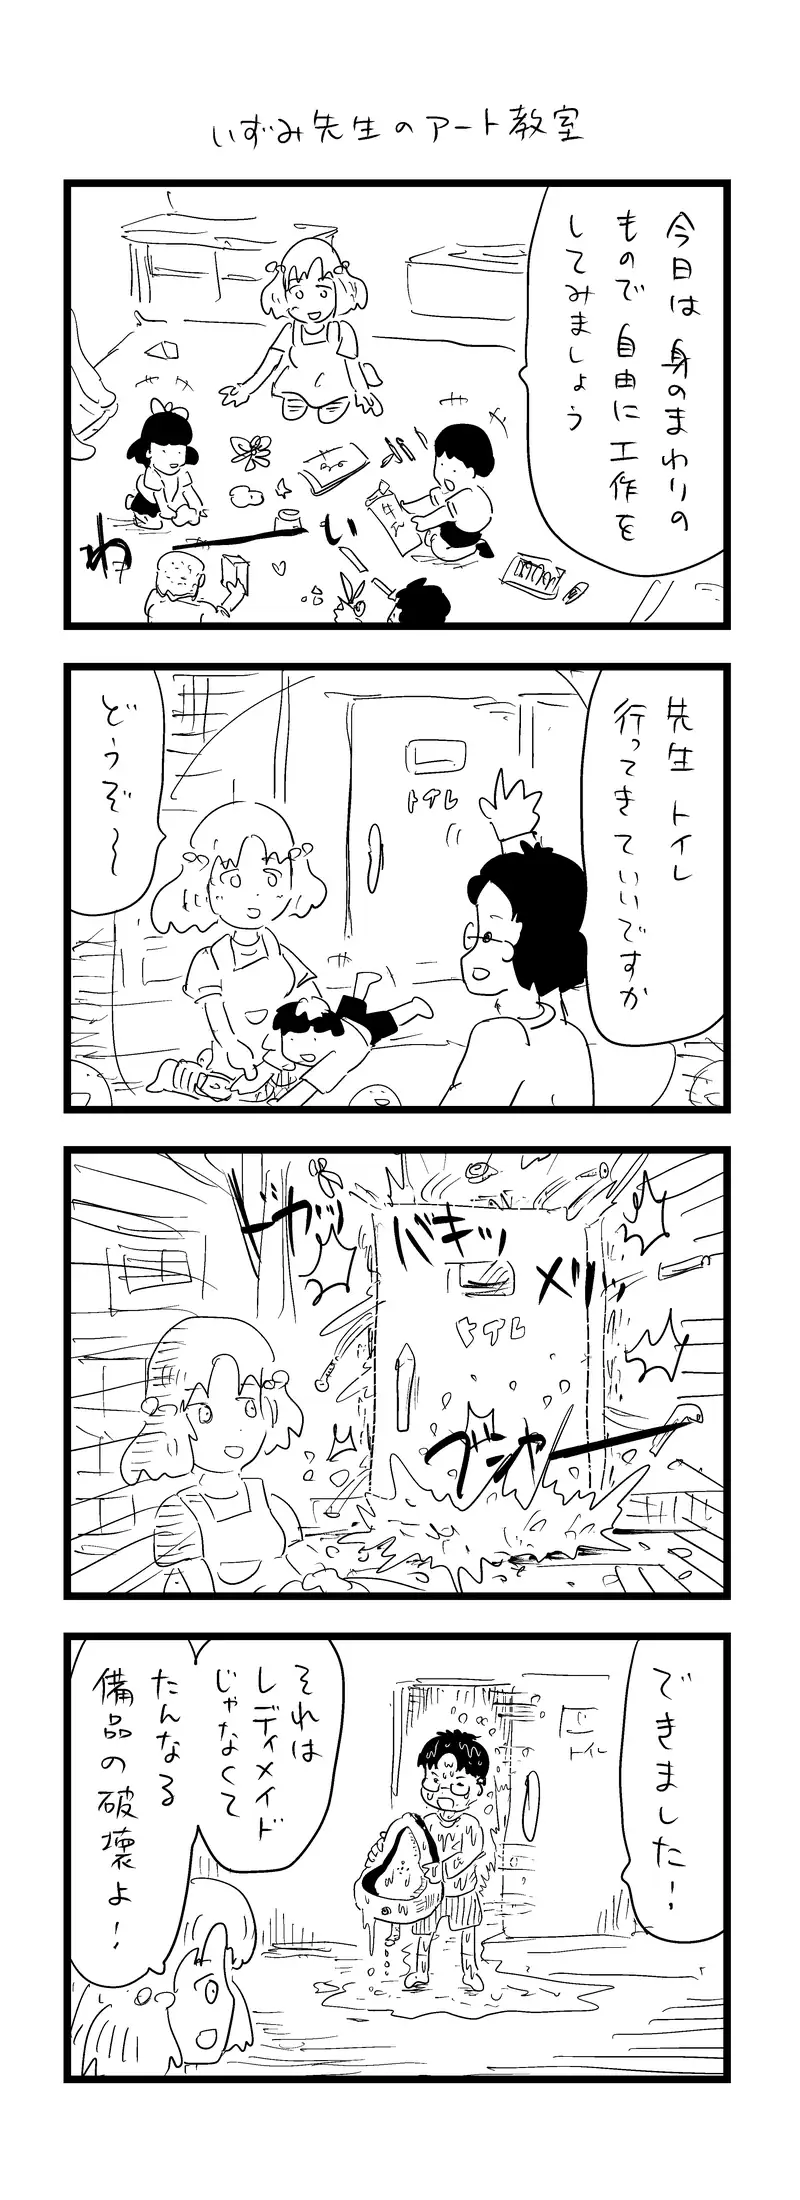 いずみ先生のアート教室
今日は身のまわりの
もので自由に工作を
してみましょう
わーい
先生トイレ
行ってきていいですか
どうぞ〜
トイレ
ドカッ
バキッ
メリッ
トイレ
ブシャー
できました!
それは
レディメイド
じゃなくて
たんなる
備品の破壊よ!
トイレ